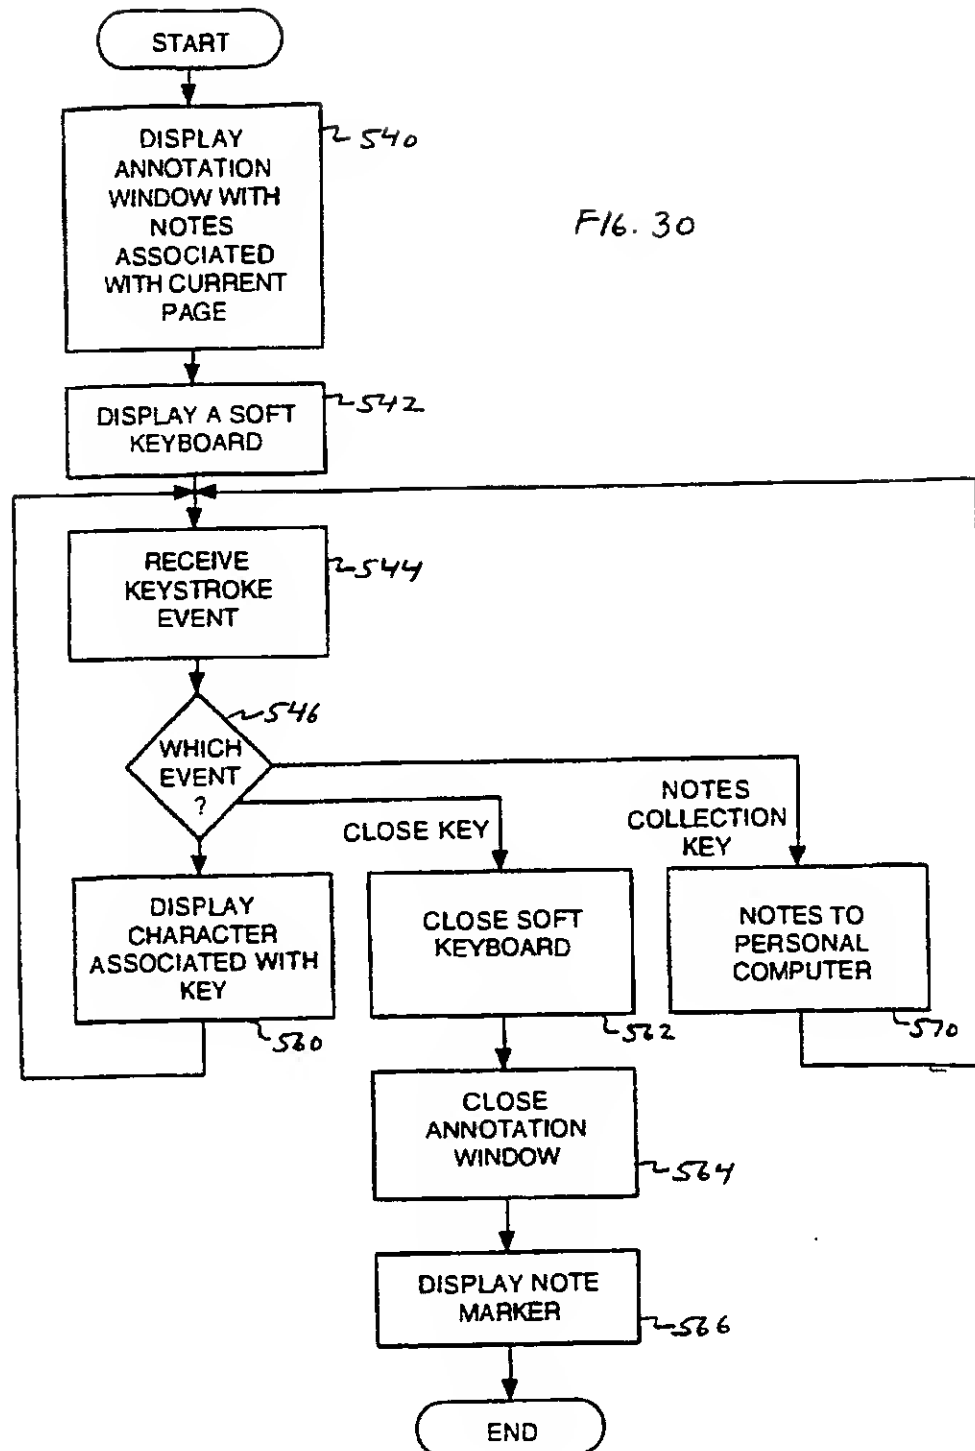 START
DISPLAY
ANNOTATION
WINDOW WITH
NOTES
ASSOCIATED
WITH CURRENT
PAGE
540
FIG. 30
DISPLAY A SOFT
KEYBOARD
542
RECEIVE
KEYSTROKE
EVENT
544
546
WHICH
EVENT
?
CLOSE KEY
NOTES
COLLECTION
KEY
DISPLAY
CHARACTER
ASSOCIATED WITH
KEY
560
CLOSE SOFT
KEYBOARD
562
NOTES TO
PERSONAL
COMPUTER
570
CLOSE
ANNOTATION
WINDOW
564
DISPLAY NOTE
MARKER
566
END